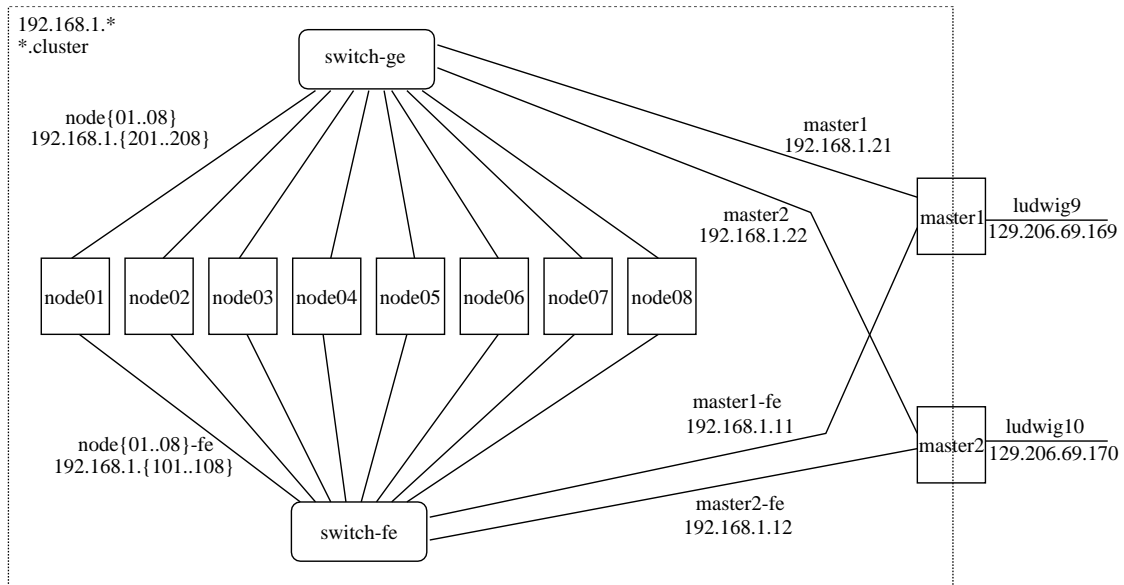 192.168.1.*
*.cluster
switch-ge
node{01..08}
192.168.1.{201..208}
master1
192.168.1.21
master2
192.168.1.22
master1
ludwig9
129.206.69.169
node01
node02
node03
node04
node05
node06
node07
node08
master1-fe
192.168.1.11
node{01..08}-fe
192.168.1.{101..108}
master2
ludwig10
129.206.69.170
master2-fe
192.168.1.12
switch-fe